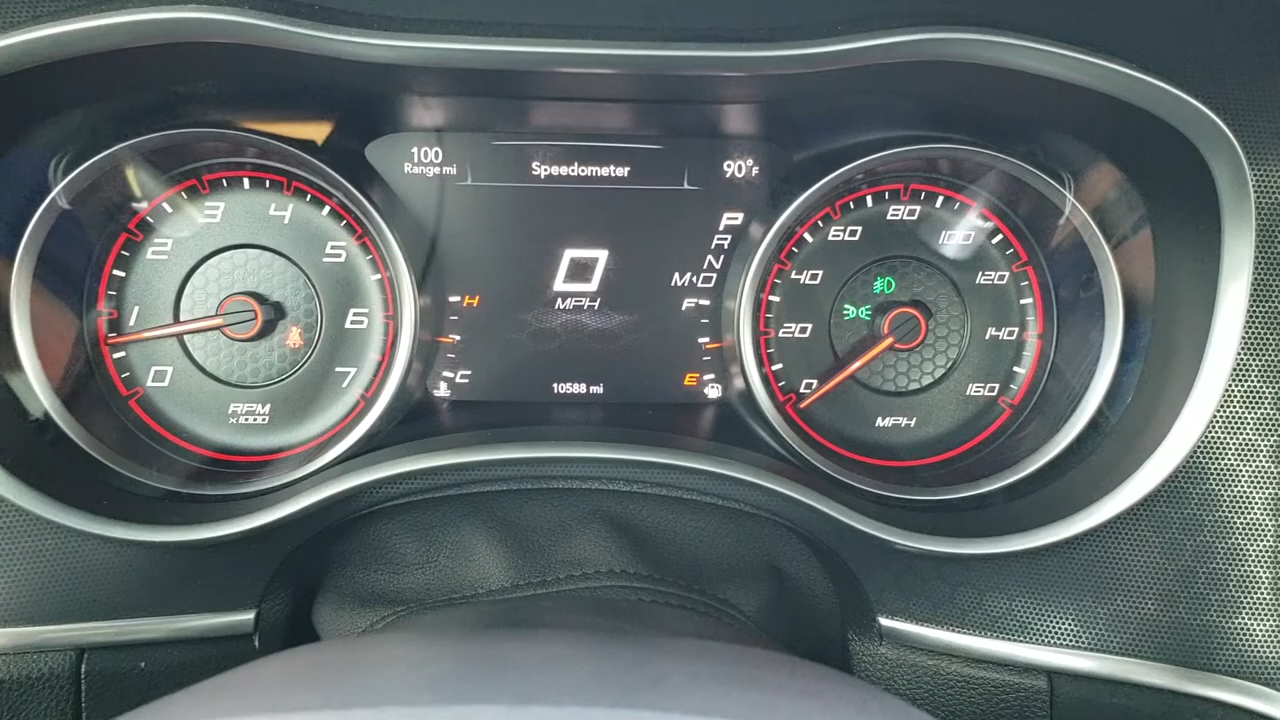 100
Range mi
Speedometer
90°F
0
MPH
P
R
N
M◂D
H
C
F
E
10588 mi
0
1
2
3
4
5
6
7
RPM
x1000
0
20
40
60
80
100
120
140
160
MPH